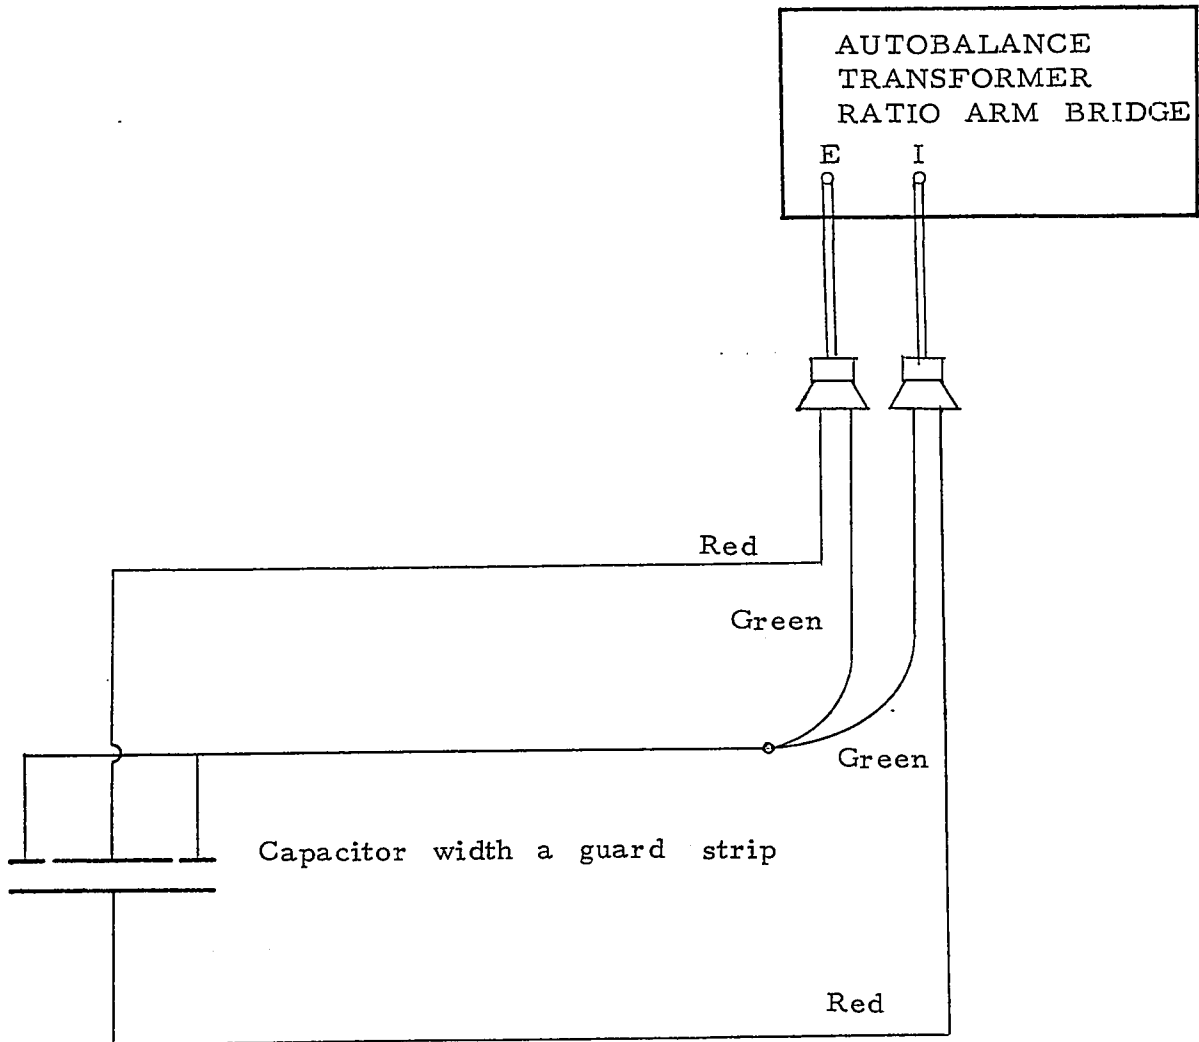 AUTOBALANCE
TRANSFORMER
RATIO ARM BRIDGE
E I
Red
Green
Green
Capacitor width a guard strip
Red